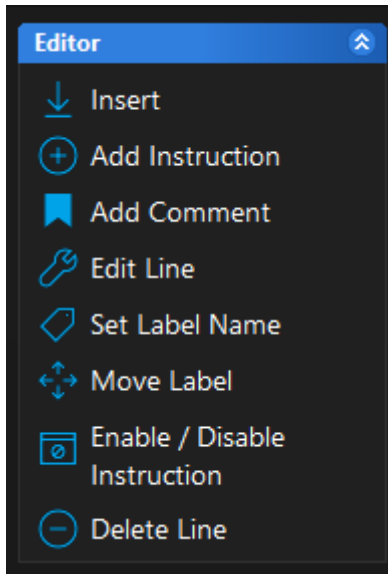 Editor
Insert
Add Instruction
Add Comment
Edit Line
Set Label Name
Move Label
Enable / Disable
Instruction
Delete Line